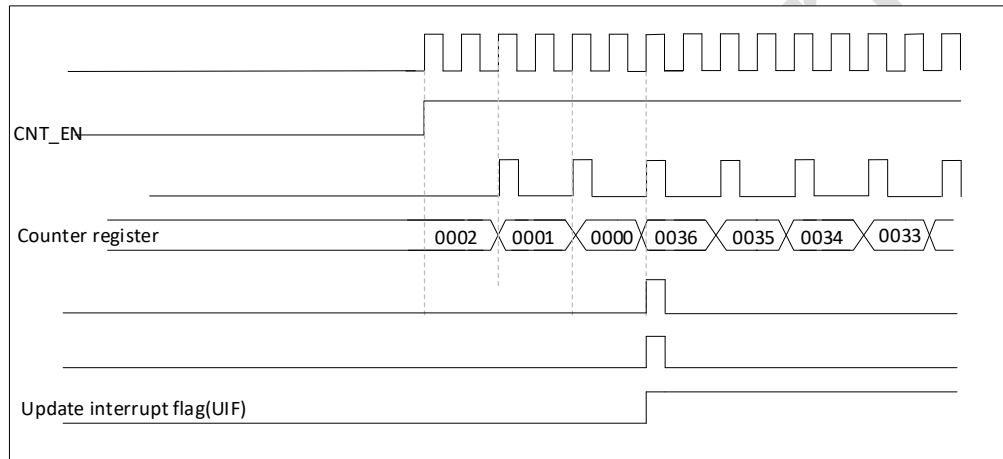 CNT_EN
Counter register
0002 0001 0000 0036 0035 0034 0033
Update interrupt flag(UIF)